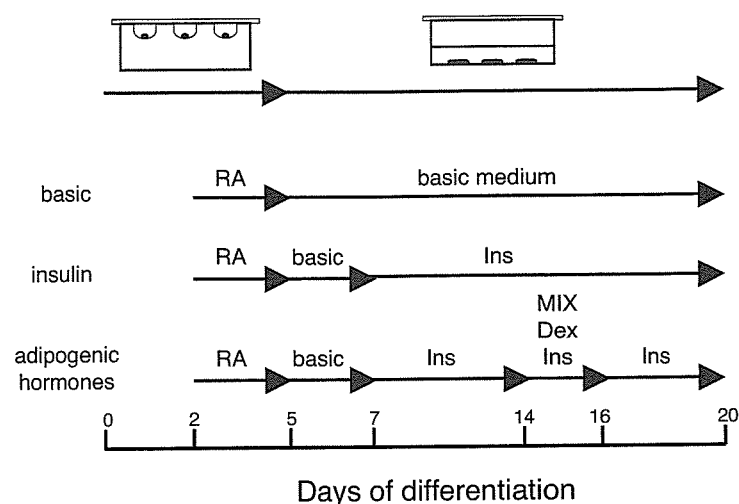 RA
basic medium
basic
RA
basic
Ins
insulin
MIX
Dex
adipogenic
hormones
RA
basic
Ins
Ins
Ins
0
2
5
7
14
16
20
Days of differentiation